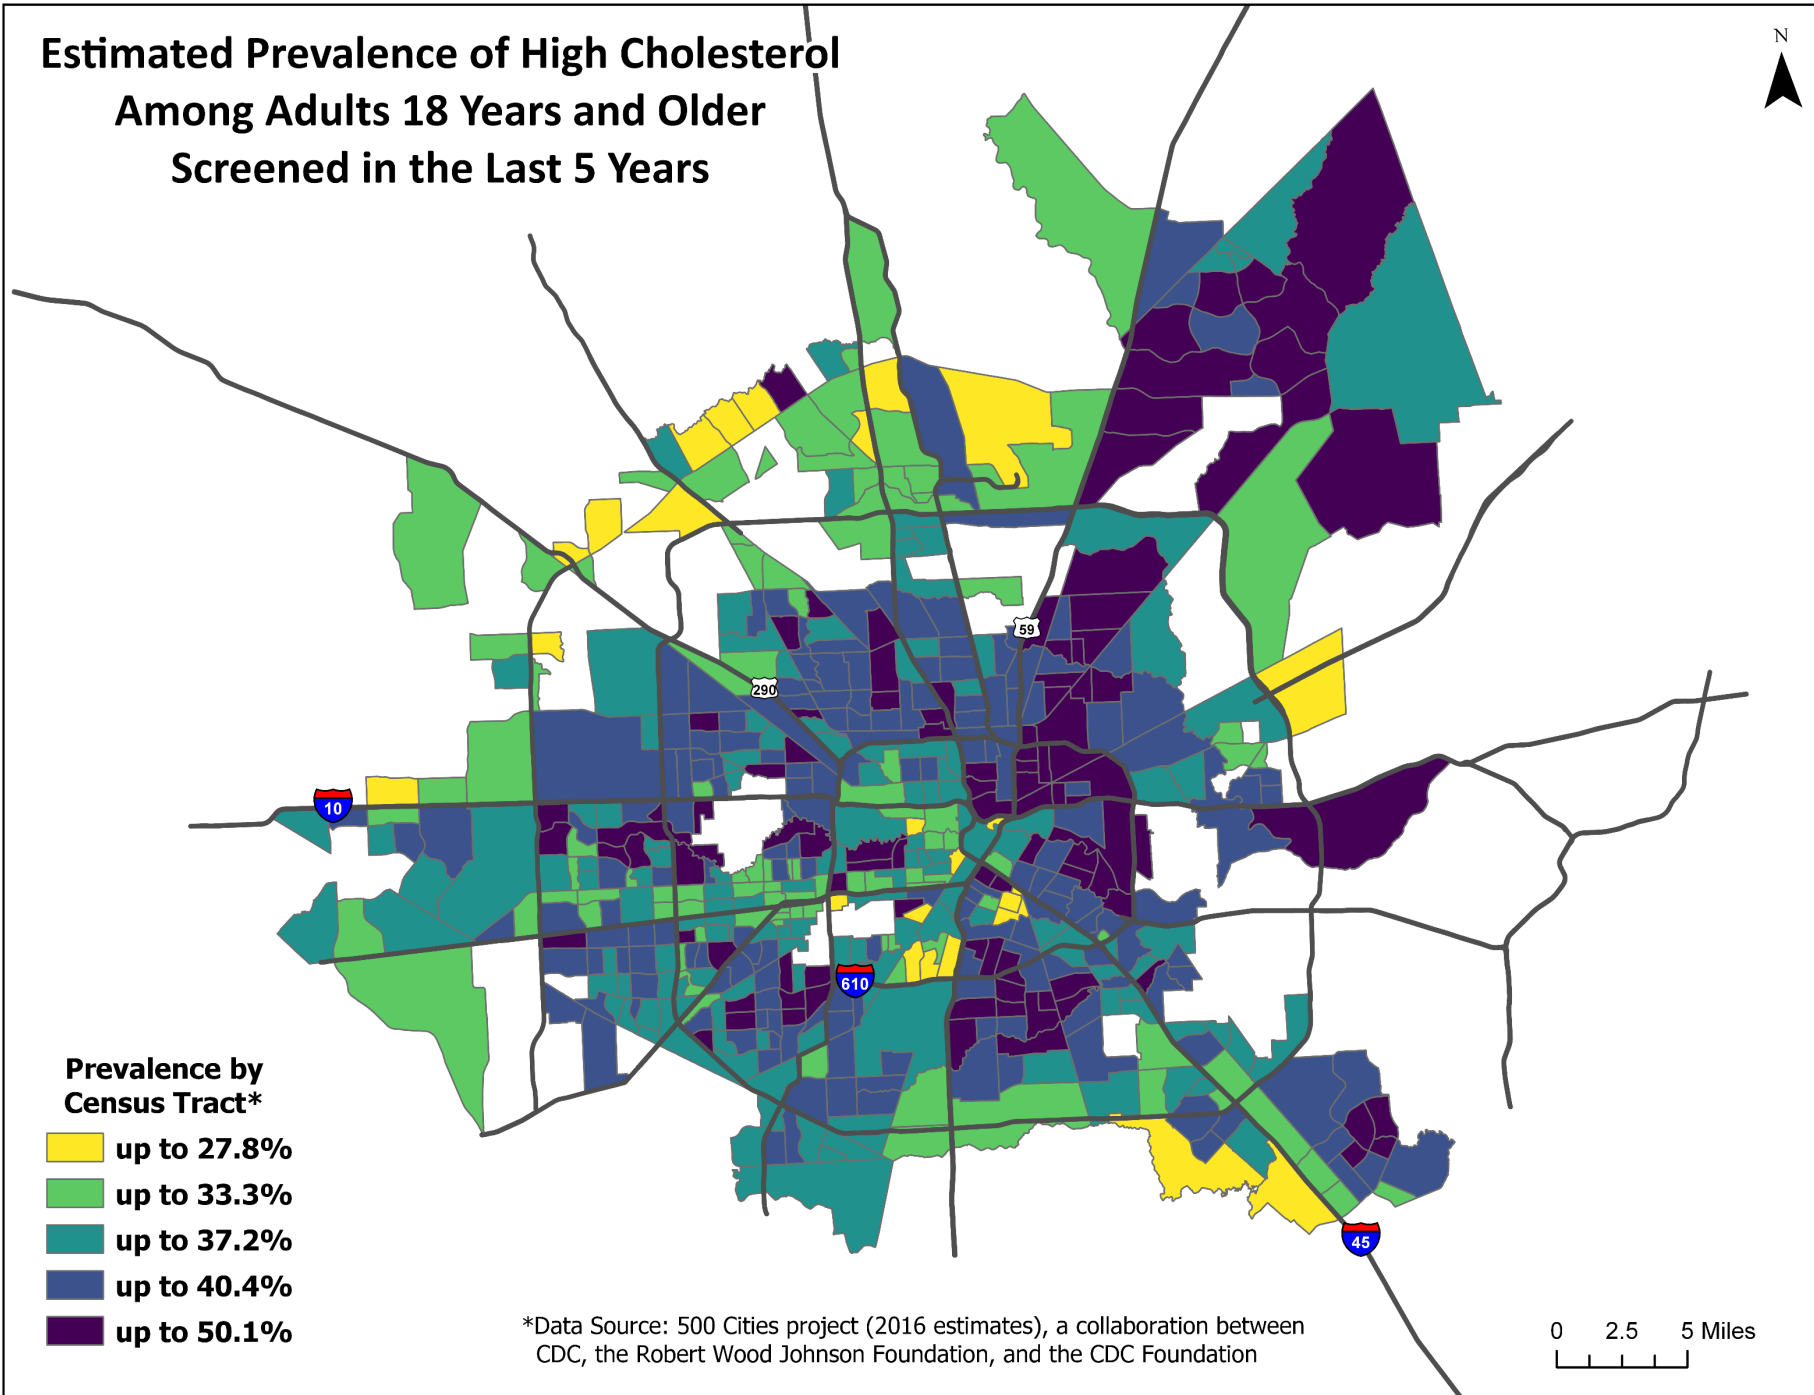 Estimated Prevalence of High Cholesterol
Among Adults 18 Years and Older
Screened in the Last 5 Years
N
59
290
10
610
45
Prevalence by
Census Tract*
up to 27.8%
up to 33.3%
up to 37.2%
up to 40.4%
up to 50.1%
*Data Source: 500 Cities project (2016 estimates), a collaboration between
CDC, the Robert Wood Johnson Foundation, and the CDC Foundation
0 2.5 5 Miles